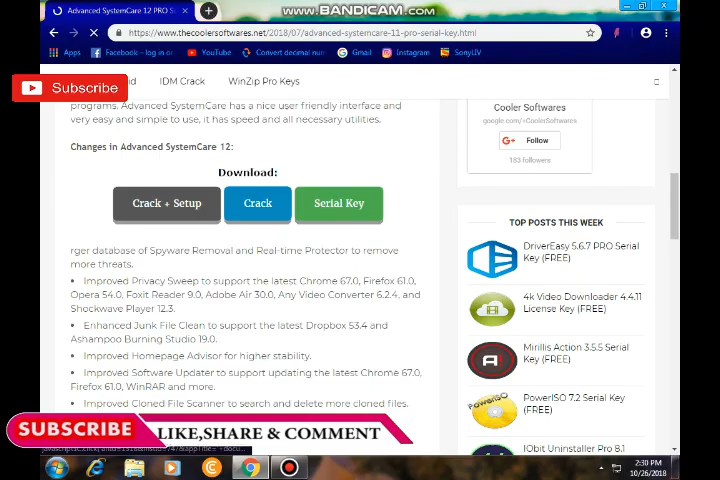 Advanced SystemCare 12 PRO S
WWW.BANDICAM.COM
https://www.thecoolersoftwares.net/2018/07/advanced-systemcare-11-pro-serial-key.html
Apps
Facebook – log in or
YouTube
Convert decimal num
Gmail
Instagram
SonyLIV
Subscribe
id
IDM Crack
WinZip Pro Keys
programs. Advanced SystemCare has a nice user friendly interface and
very easy and simple to use, it has speed and all necessary utilities.
Changes in Advanced SystemCare 12:
Download:
Crack + Setup
Crack
Serial Key
rger database of Spyware Removal and Real-time Protector to remove
more threats.
• Improved Privacy Sweep to support the latest Chrome 67.0, Firefox 61.0,
Opera 54.0, Foxit Reader 9.0, Adobe Air 30.0, Any Video Converter 6.2.4, and
Shockwave Player 12.3.
• Enhanced Junk File Clean to support the latest Dropbox 53.4 and
Ashampoo Burning Studio 19.0.
• Improved Homepage Advisor for higher stability.
• Improved Software Updater to support updating the latest Chrome 67.0,
Firefox 61.0, WinRAR and more.
• Improved Cloned File Scanner to search and delete more cloned files.
Cooler Softwares
google.com/+CoolerSoftwares
G+ Follow
163 followers
TOP POSTS THIS WEEK
DriverEasy 5.6.7 PRO Serial
Key (FREE)
4k Video Downloader 4.4.11
License Key (FREE)
Mirillis Action 3.5.5 Serial
Key (FREE)
PowerISO
PowerISO 7.2 Serial Key
(FREE)
IObit Uninstaller Pro 8.1
SUBSCRIBE
LIKE,SHARE & COMMENT
2:30 PM
10/26/2018